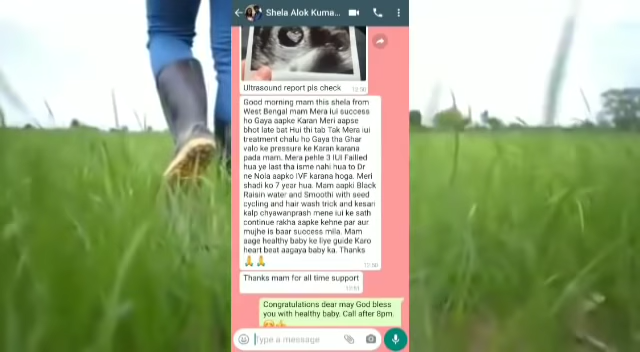 Shela Alok Kuma...
Ultrasound report pls check
12:50
Good morning mam this shela from
West Bengal mam Mera iui success
ho Gaya aapke Karan Meri aapse
bhot late bat Hui thi tab Tak Mera iui
treatment chalu ho Gaya tha Ghar
valo ke pressure ke Karan karana
pada mam. Mera pehle 3 IUI Failled
hua ye last tha isme nahi hua to Dr
ne Nola aapko IVF karana hoga. Meri
shadi ko 7 year hua. Mam aapki Black
Raisin water and Smoothi with seed
cycling and hair wash trick and kesari
kalp chyawanprash mene iui ke sath
continue rakha aapke kehne par aur
mujhe is baar success mila. Mam
aage healthy baby ke liye guide Karo
heart beat aagaya baby ka. Thanks
🙏🙏
Thanks mam for all time support
Congratulations dear may God bless
you with healthy baby. Call after 8pm.
Type a message